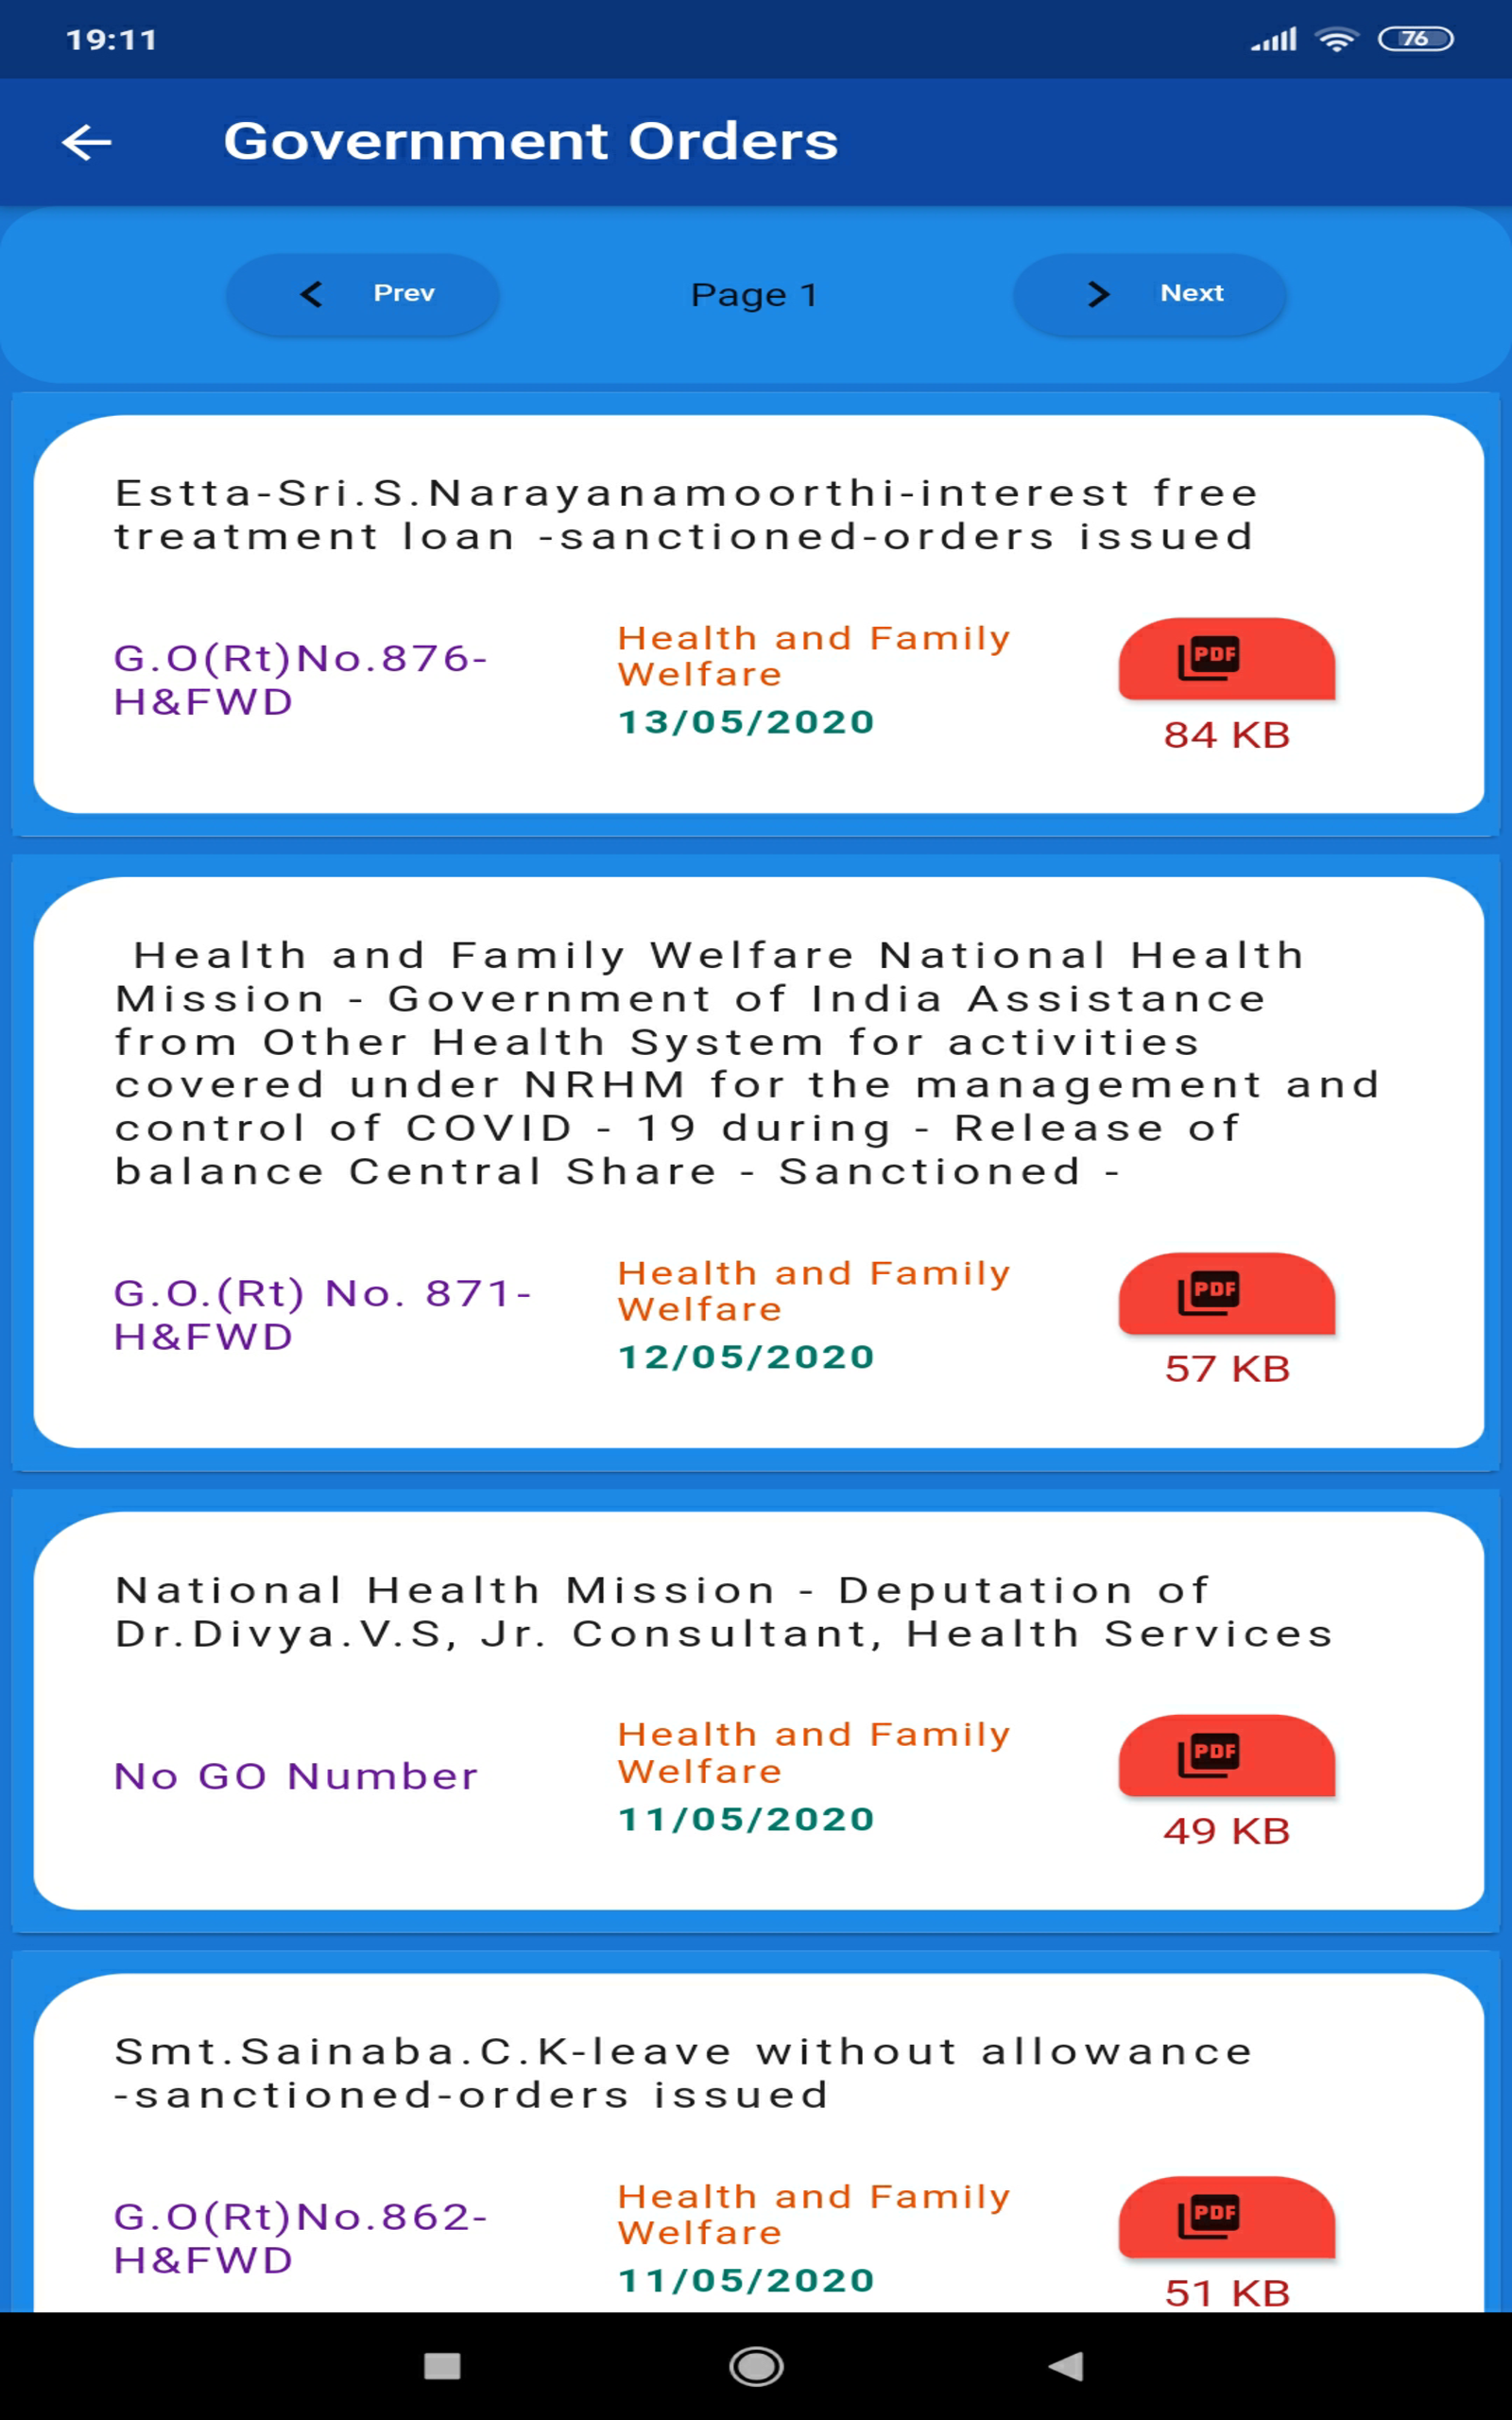 19:11
76
Government Orders
Prev
Page 1
Next
Estta-Sri.S.Narayanamoorthi-interest free
treatment loan -sanctioned-orders issued
G.O(Rt)No.876-
H&FWD
Health and Family
Welfare
13/05/2020
PDF
84 KB
Health and Family Welfare National Health
Mission - Government of India Assistance
from Other Health System for activities
covered under NRHM for the management and
control of COVID - 19 during - Release of
balance Central Share - Sanctioned -
G.O.(Rt) No. 871-
H&FWD
Health and Family
Welfare
12/05/2020
PDF
57 KB
National Health Mission - Deputation of
Dr.Divya.V.S, Jr. Consultant, Health Services
No GO Number
Health and Family
Welfare
11/05/2020
PDF
49 KB
Smt.Sainaba.C.K-leave without allowance
-sanctioned-orders issued
G.O(Rt)No.862-
H&FWD
Health and Family
Welfare
11/05/2020
PDF
51 KB